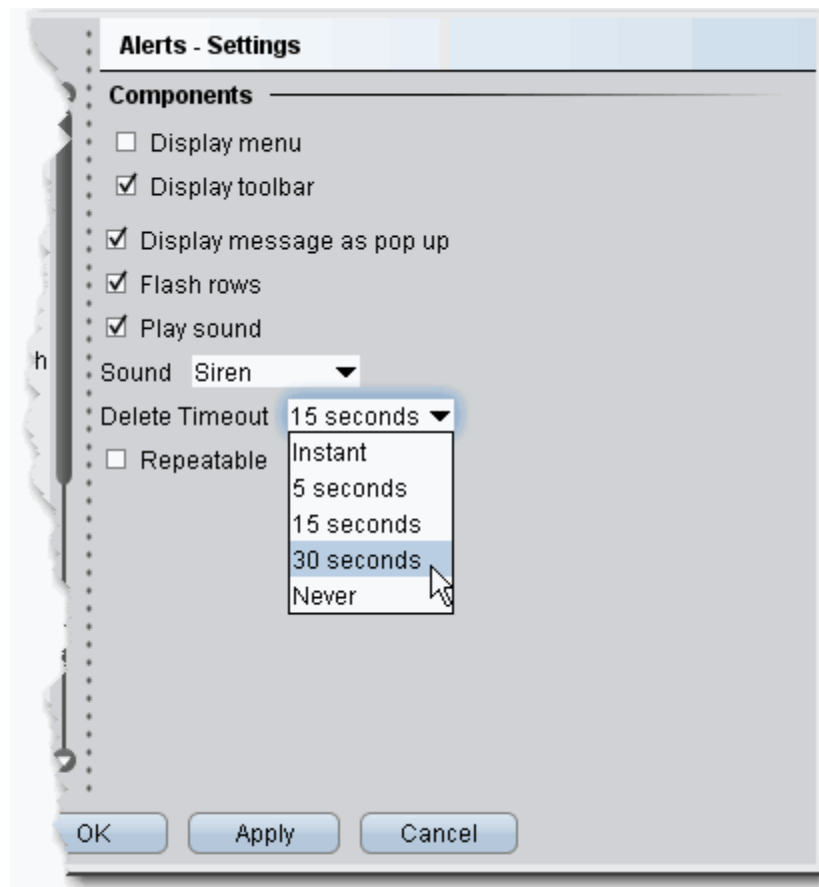 Alerts - Settings
Components
Display menu
Display toolbar
Display message as pop up
Flash rows
Play sound
h
Sound Siren
Delete Timeout 15 seconds
Repeatable
Instant
5 seconds
15 seconds
30 seconds
Never
OK Apply Cancel